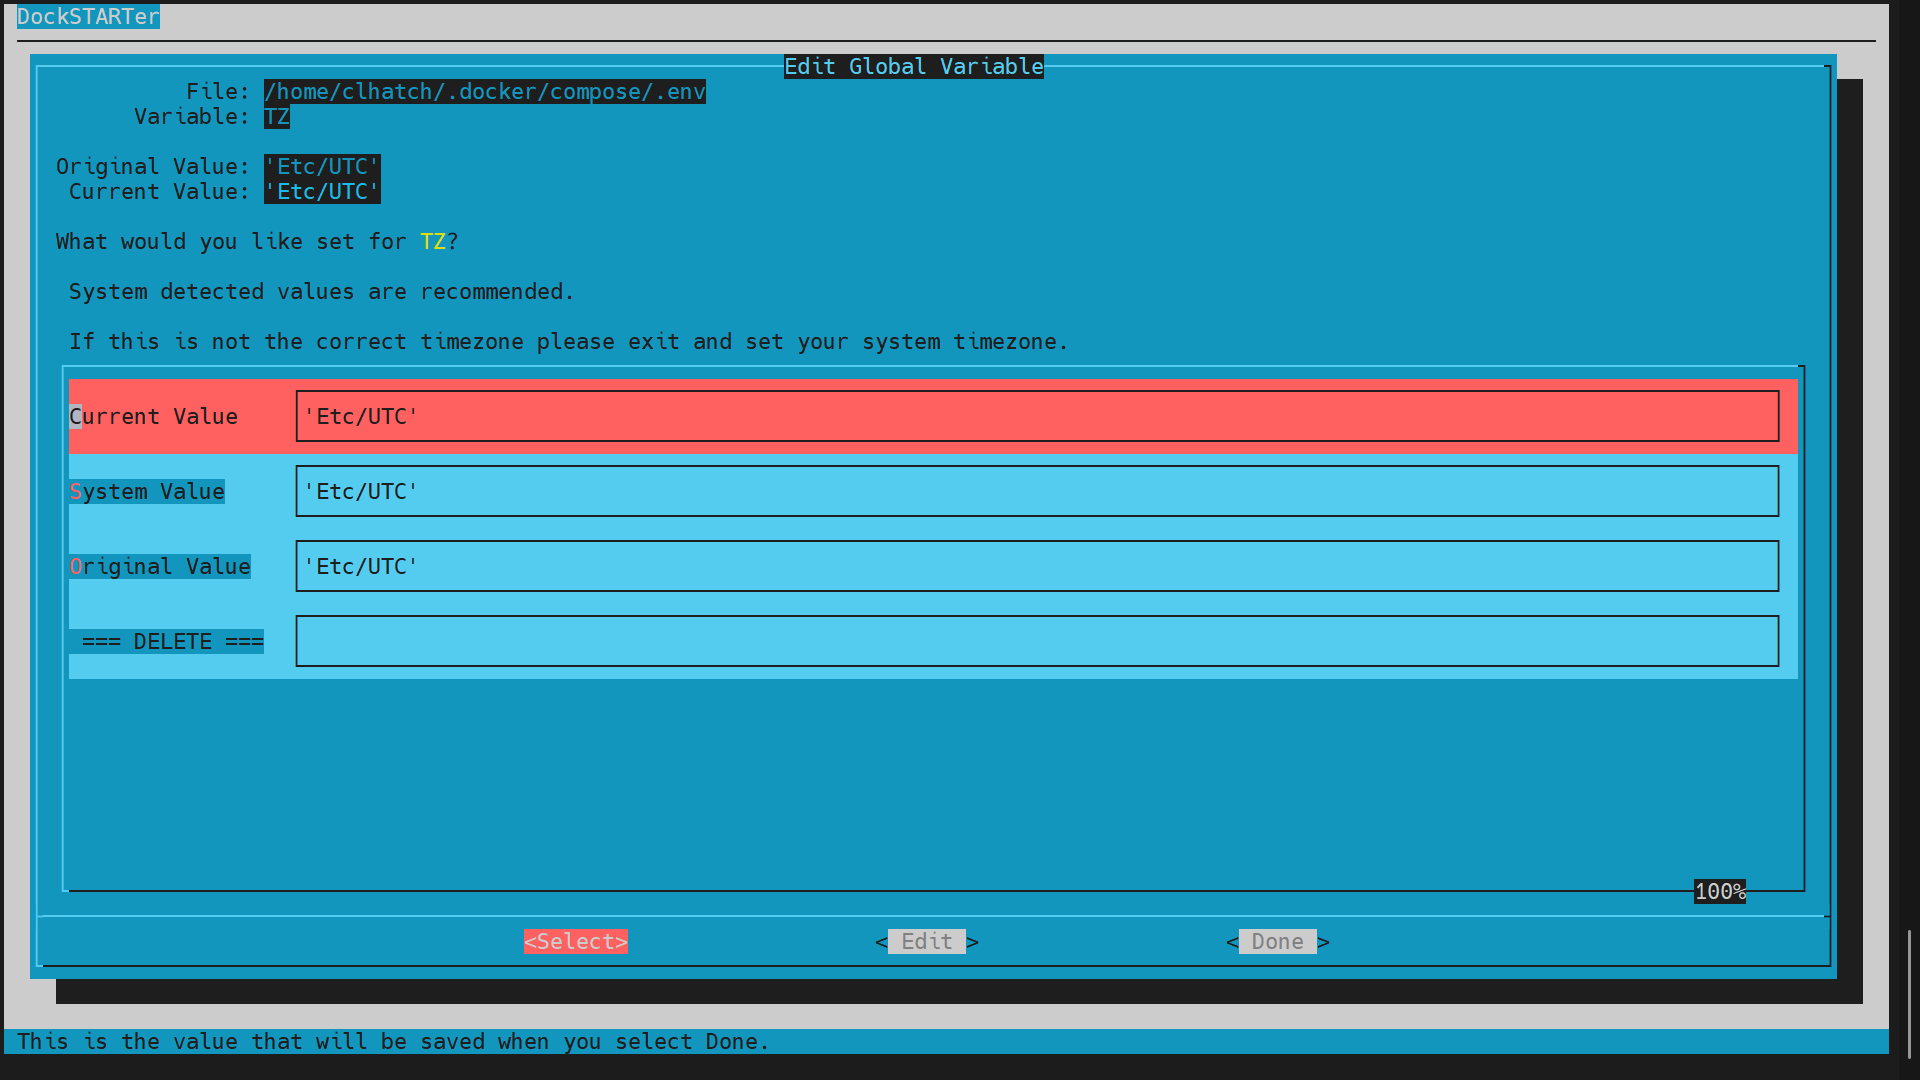 DockSTARTer
Edit Global Variable
File: /home/clhatch/.docker/compose/.env
Variable: TZ
Original Value: 'Etc/UTC'
Current Value: 'Etc/UTC'
What would you like set for TZ?
System detected values are recommended.
If this is not the correct timezone please exit and set your system timezone.
Current Value 'Etc/UTC'
System Value 'Etc/UTC'
Original Value 'Etc/UTC'
=== DELETE ===
100%
<Select> < Edit > < Done >
This is the value that will be saved when you select Done.